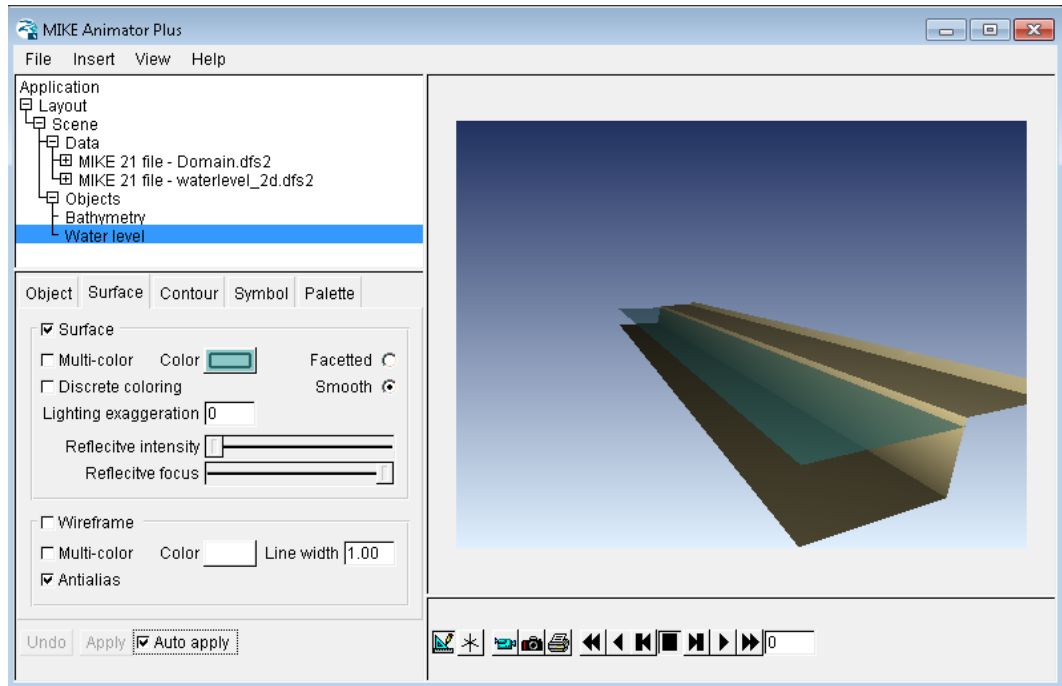 MIKE Animator Plus
File Insert View Help
Application
Layout
Scene
Data
MIKE 21 file - Domain.dfs2
MIKE 21 file - waterlevel_2d.dfs2
Objects
Bathymetry
Water level
Object Surface Contour Symbol Palette
Surface
Multi-color Color Facetted
Discrete coloring Smooth
Lighting exaggeration 0
Reflecitve intensity
Reflecitve focus
Wireframe
Multi-color Color Line width 1.00
Antialias
Undo Apply Auto apply 0